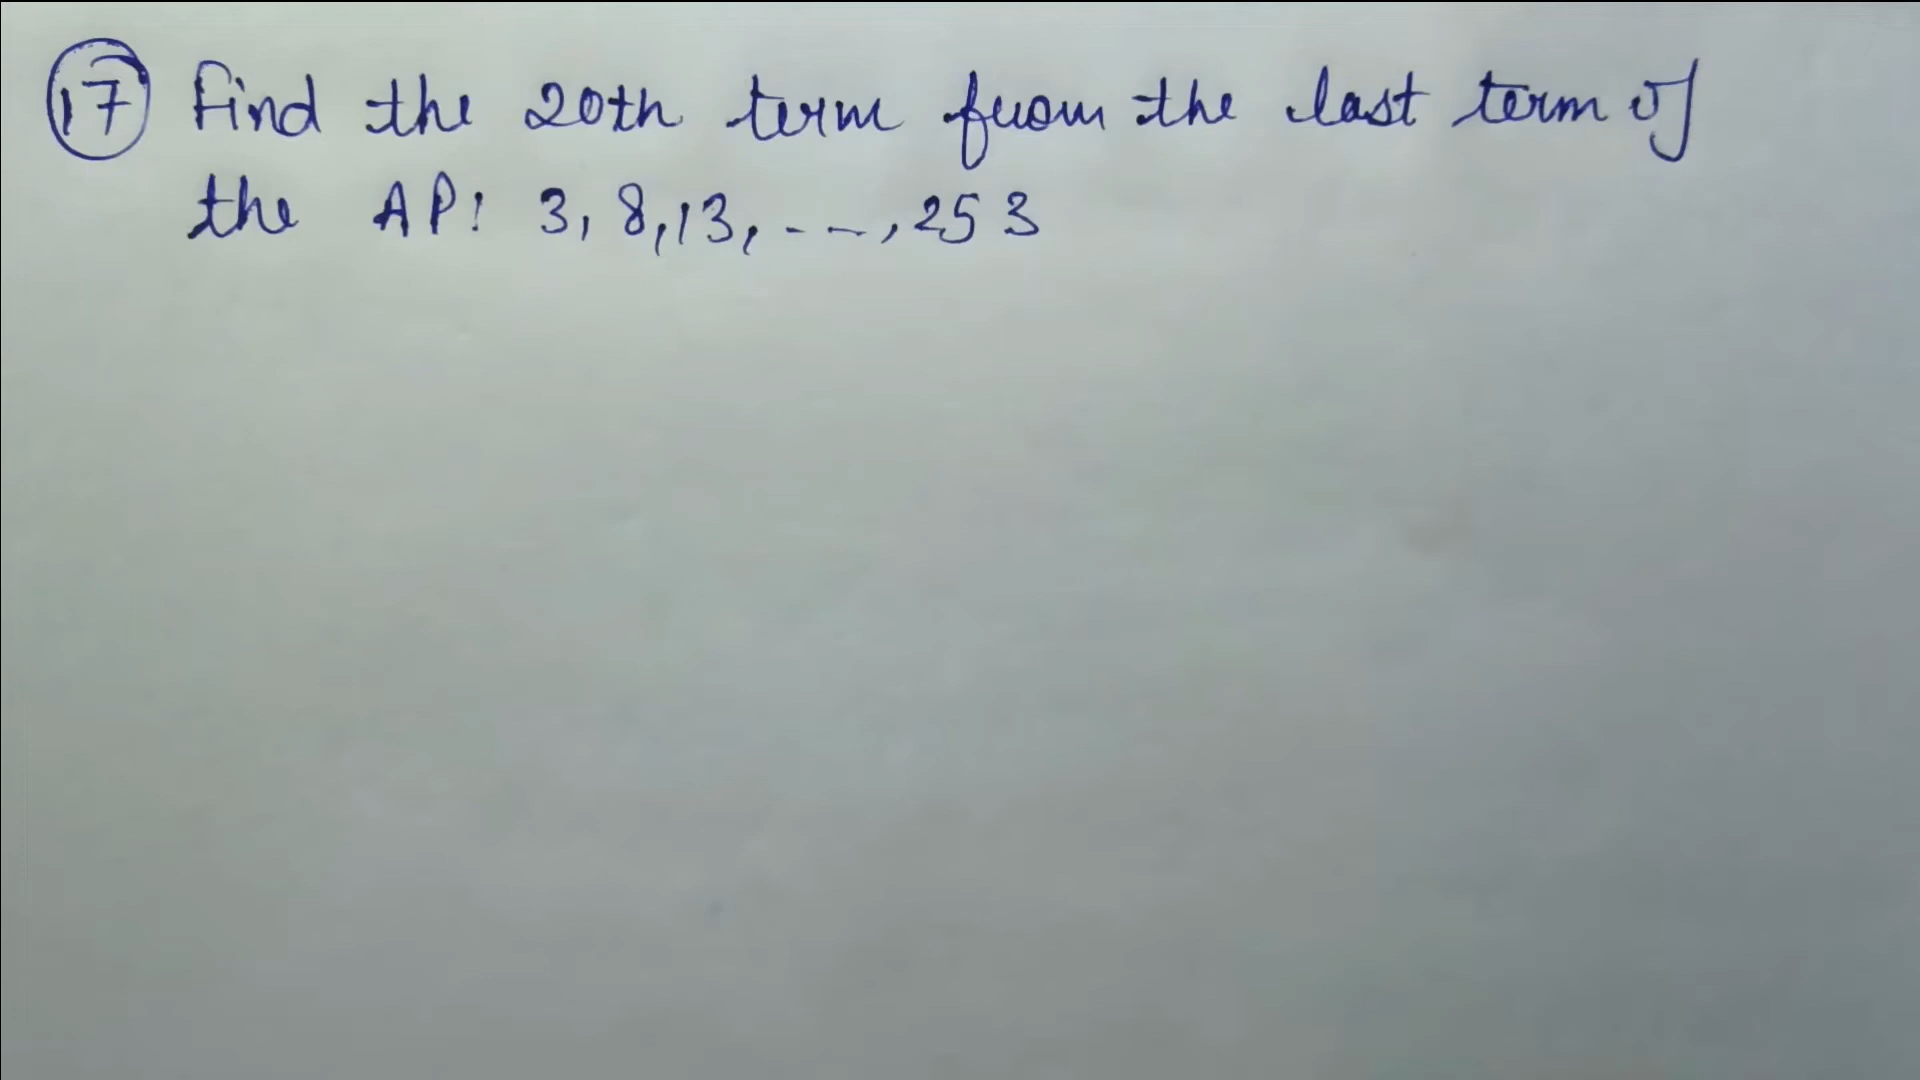 17 Find the 20th term from the last term of
the AP: 3, 8, 13, ---, 253